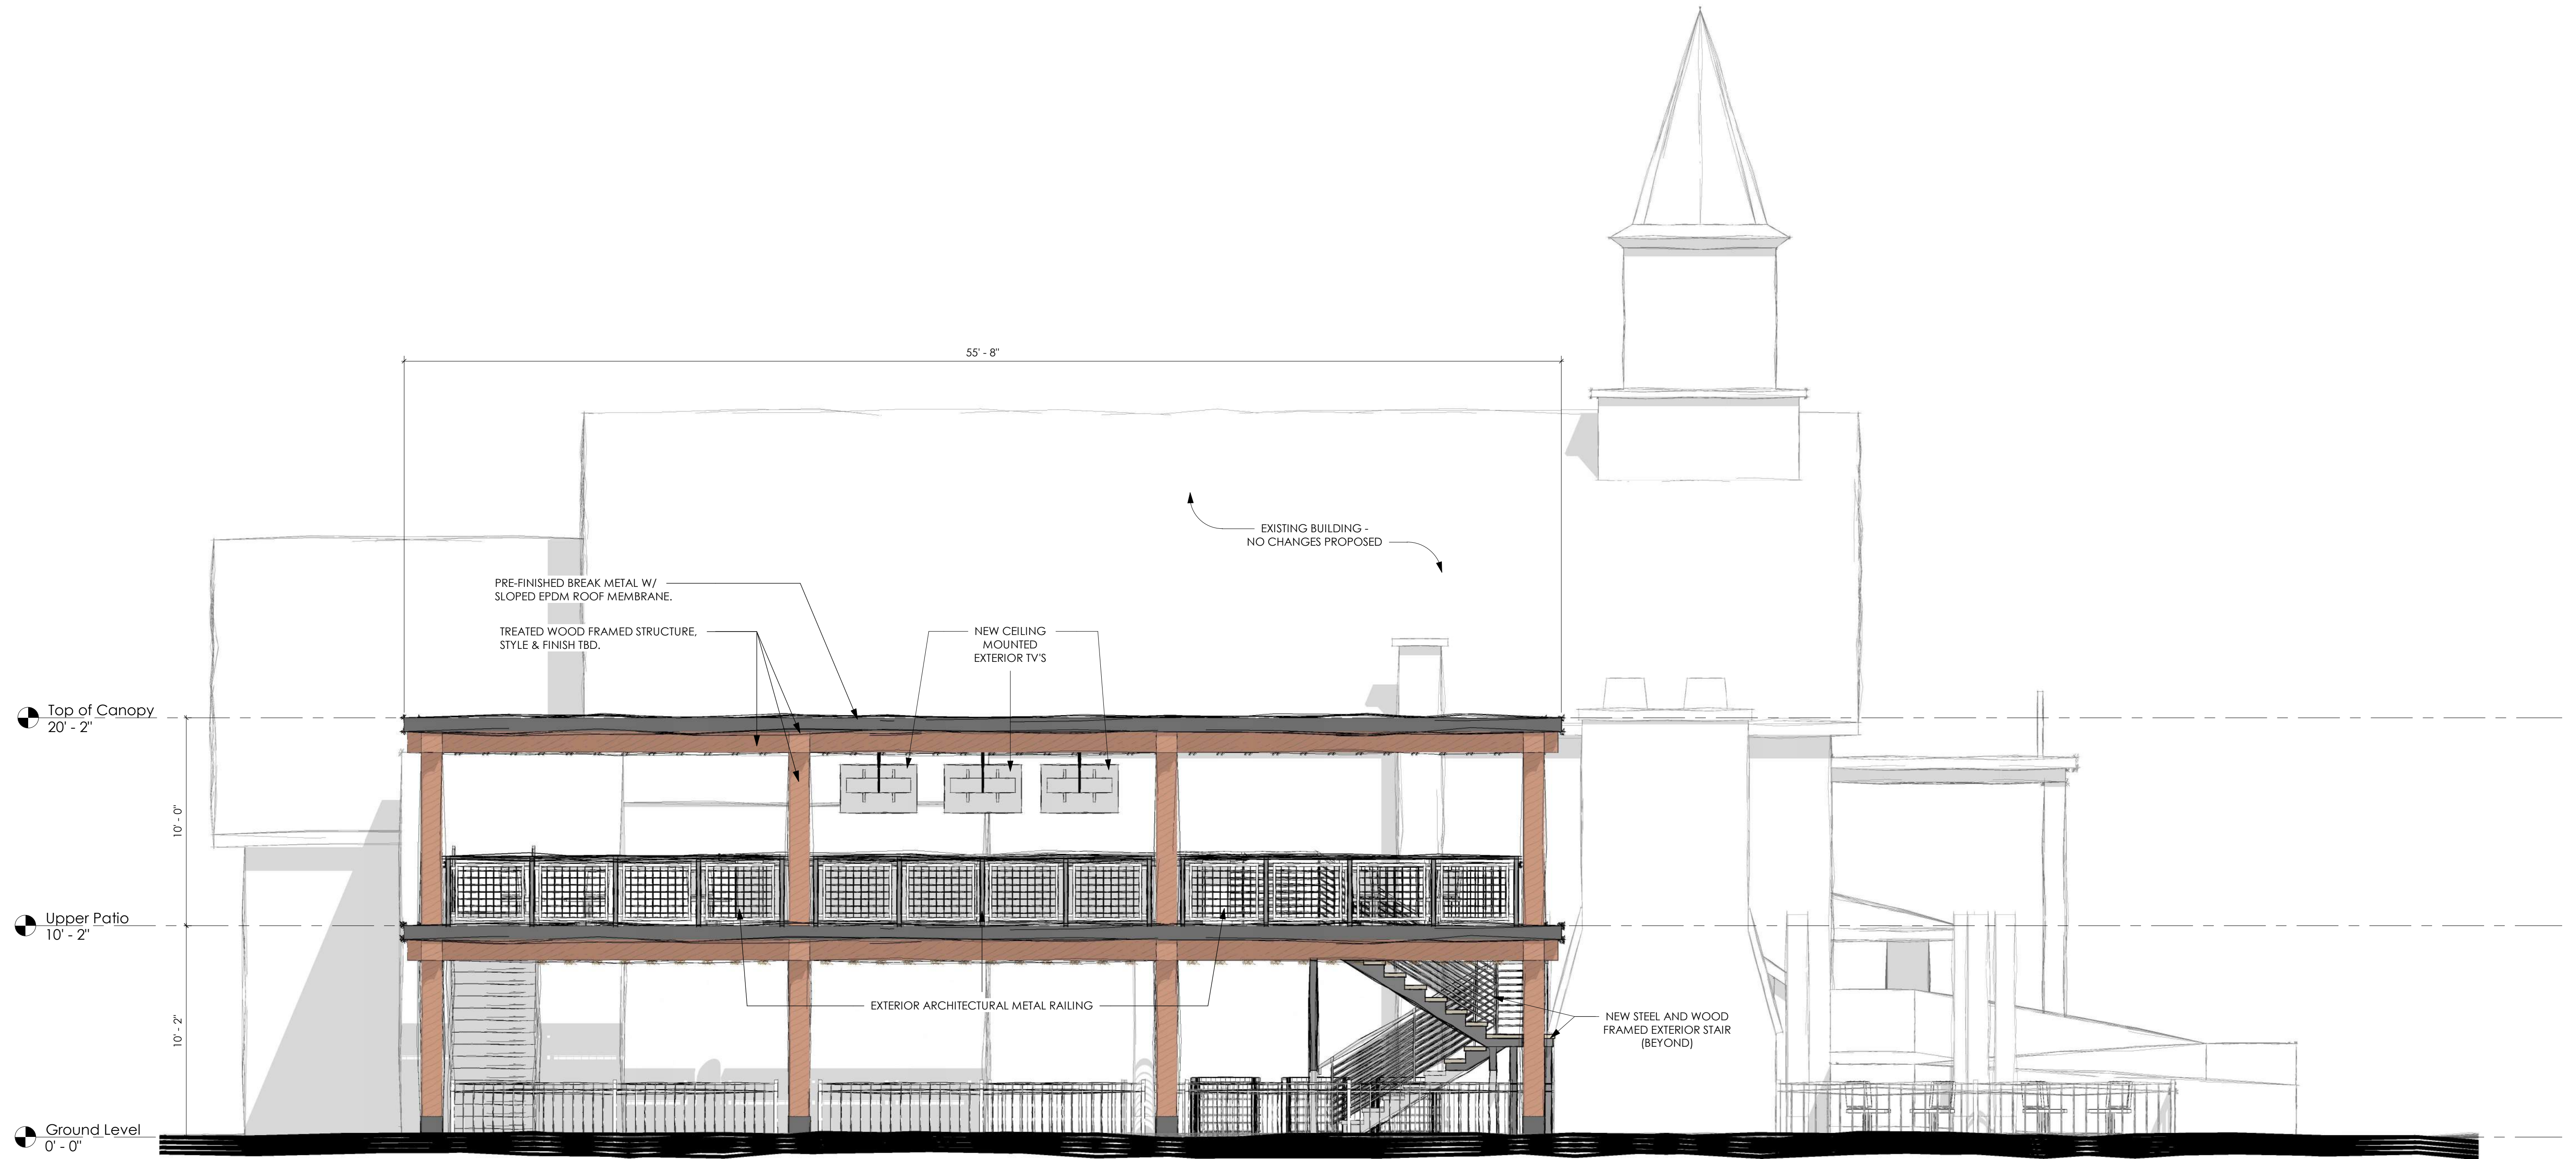 55' - 8"
EXISTING BUILDING -
NO CHANGES PROPOSED
PRE-FINISHED BREAK METAL W/
SLOPED EPDM ROOF MEMBRANE.
TREATED WOOD FRAMED STRUCTURE,
STYLE & FINISH TBD.
NEW CEILING
MOUNTED
EXTERIOR TV'S
Top of Canopy
20' - 2"
10' - 0"
Upper Patio
10' - 2"
EXTERIOR ARCHITECTURAL METAL RAILING
10' - 2"
NEW STEEL AND WOOD
FRAMED EXTERIOR STAIR
(BEYOND)
Ground Level
0' - 0"